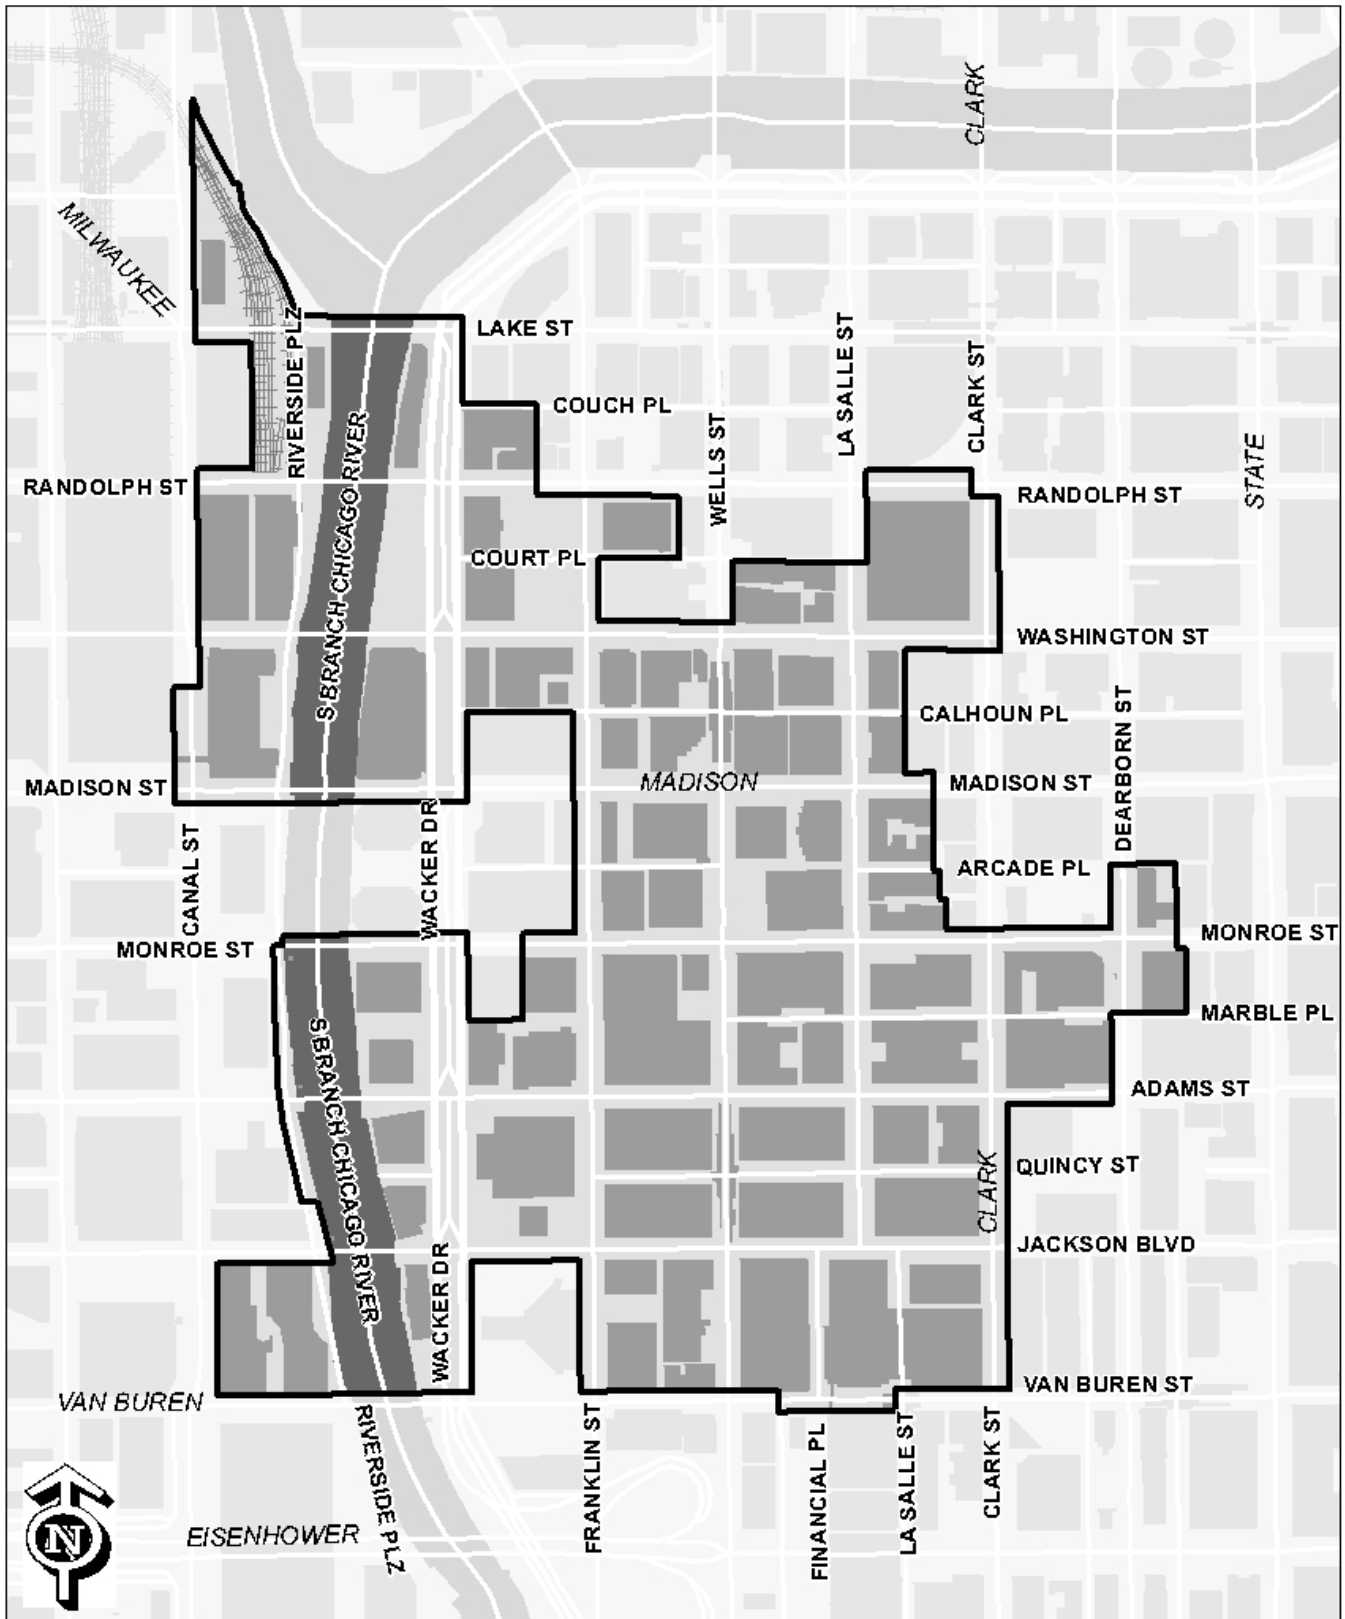 CLARK
MILWAUKEE
RIVERSIDE PLZ
LAKE ST
LA SALLE ST
CLARK ST
COUCH PL
WELLS ST
STATE
RANDOLPH ST
S BRANCH CHICAGO RIVER
RANDOLPH ST
COURT PL
WASHINGTON ST
CALHOUN PL
DEARBORN ST
MADISON ST
MADISON
MADISON ST
CANAL ST
WACKER DR
ARCADE PL
MONROE ST
MONROE ST
MARBLE PL
S BRANCH CHICAGO RIVER
ADAMS ST
CLARK
QUINCY ST
WACKER DR
JACKSON BLVD
VAN BUREN
VAN BUREN ST
RIVERSIDE PLZ
FRANKLIN ST
FINANCIAL PL
LA SALLE ST
CLARK ST
N
EISENHOWER